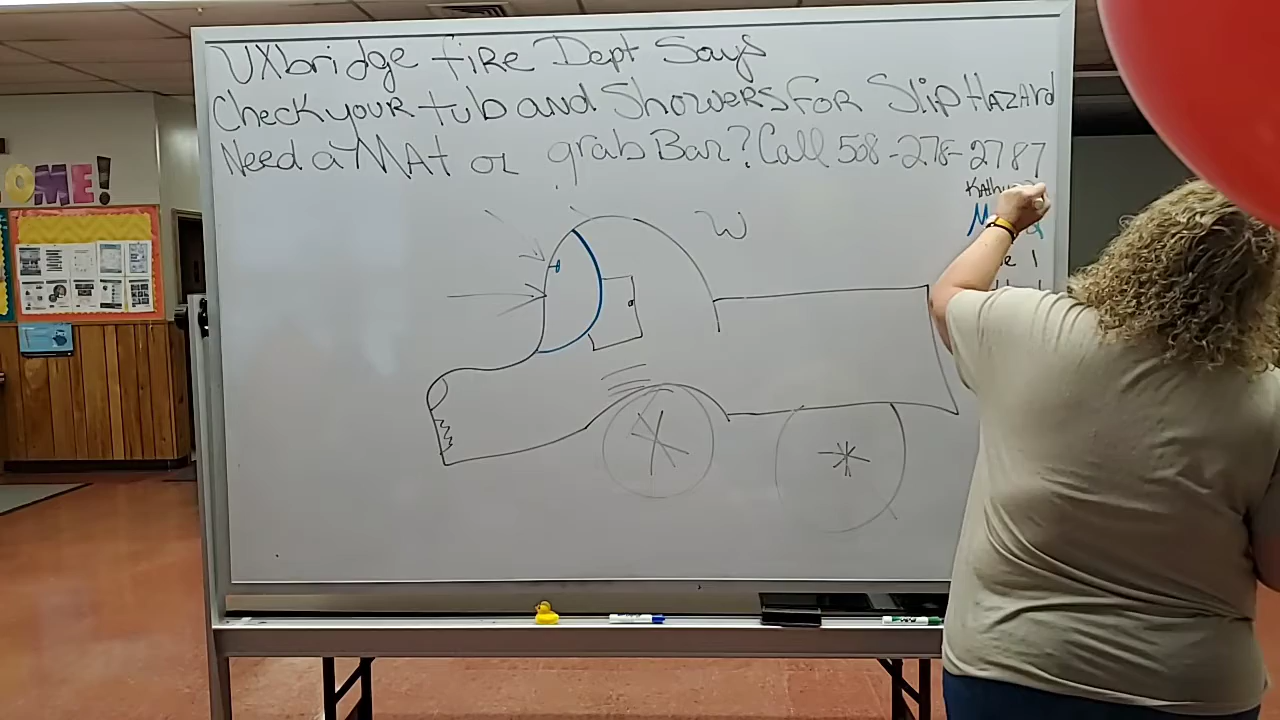 UXbridge fiRE Dept Says
Check youR tub and ShowERS FoR Slip HAZARd
Need a MAt or grab Bar? Call 508-278-2787
W
OME!